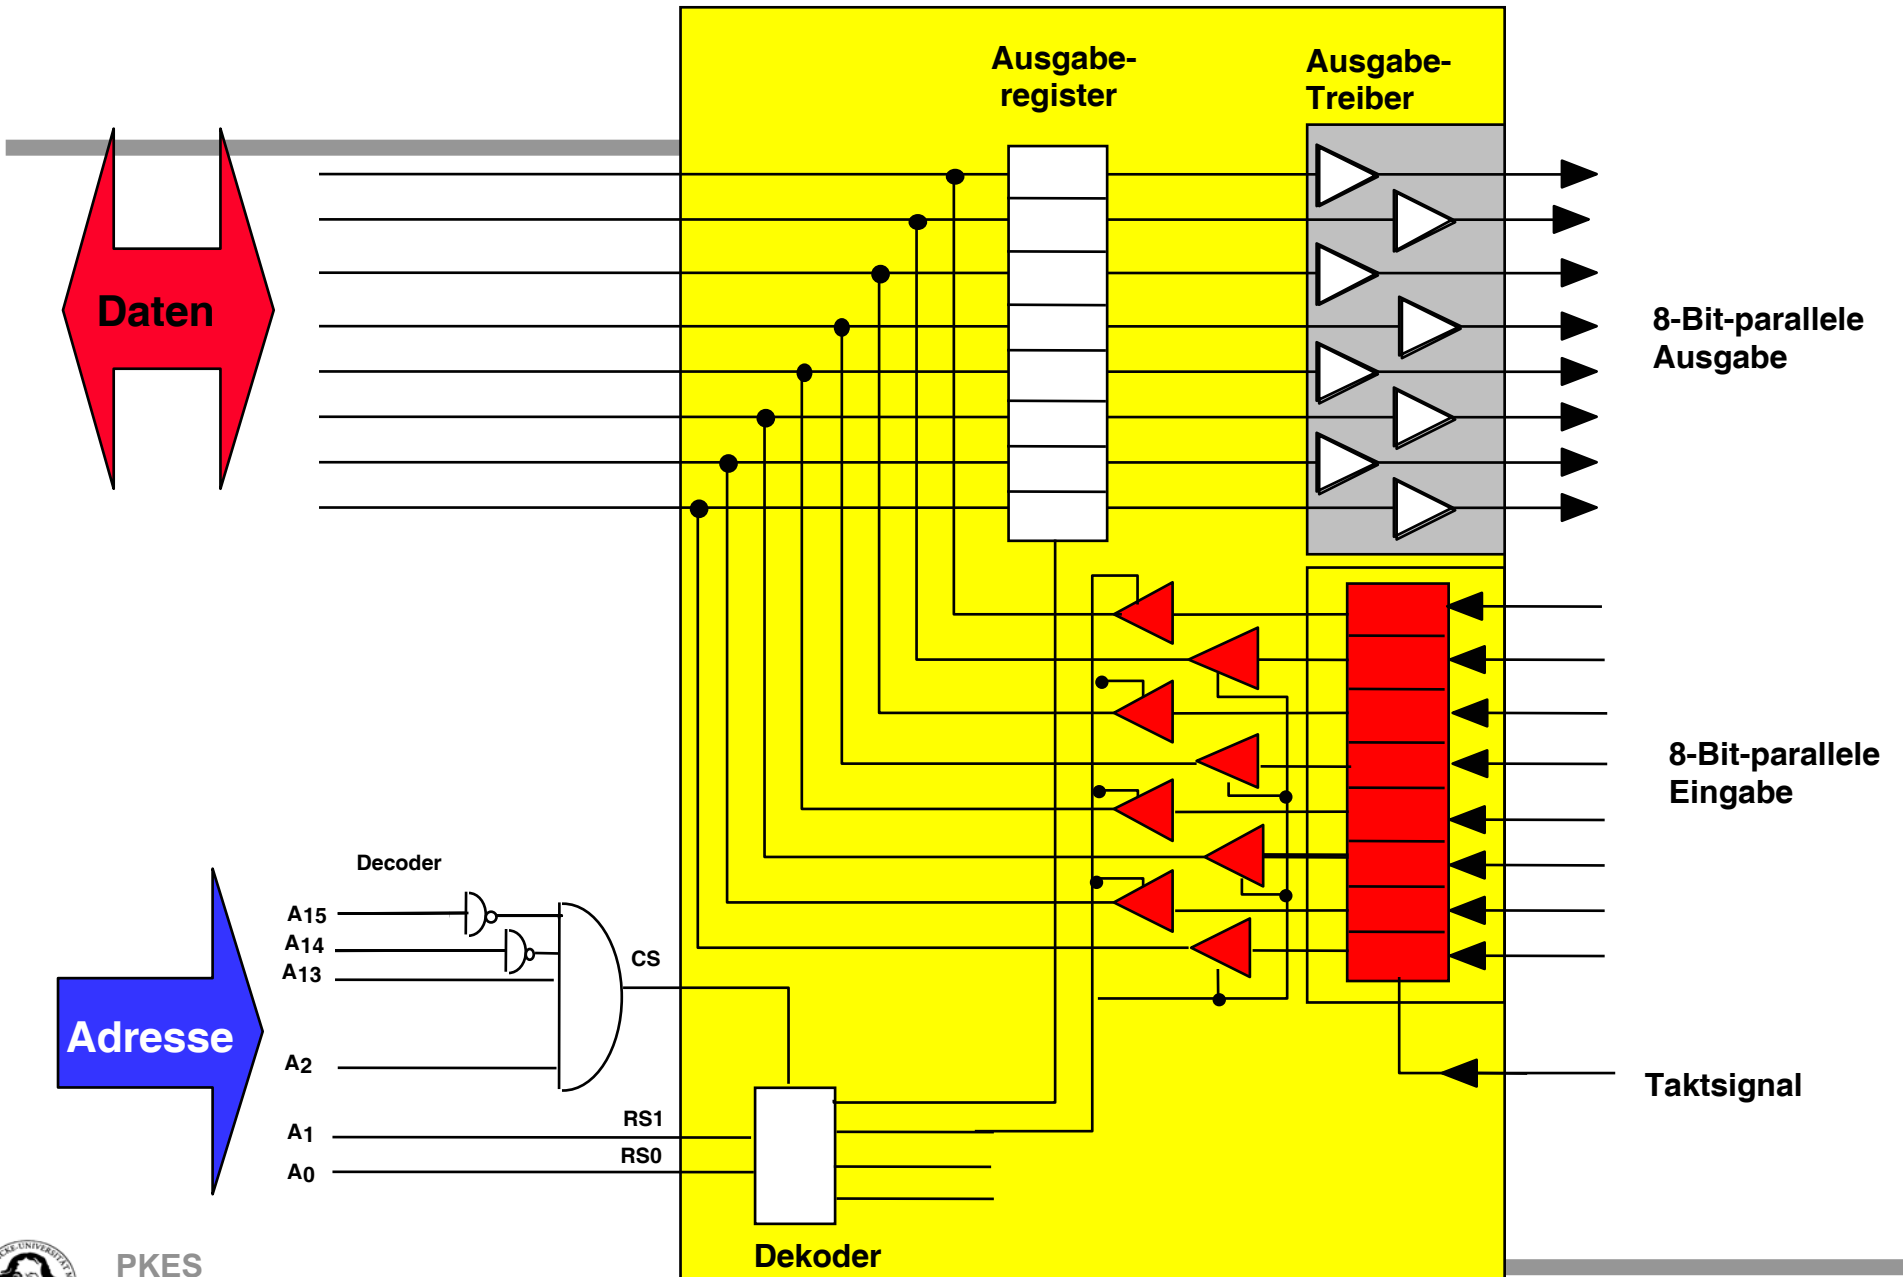 Ausgabe-
register
Ausgabe-
Treiber
Daten
8-Bit-parallele
Ausgabe
8-Bit-parallele
Eingabe
Decoder
A15
A14
A13
CS
Adresse
A2
Taktsignal
A1
RS1
A0
RS0
Dekoder
PKES